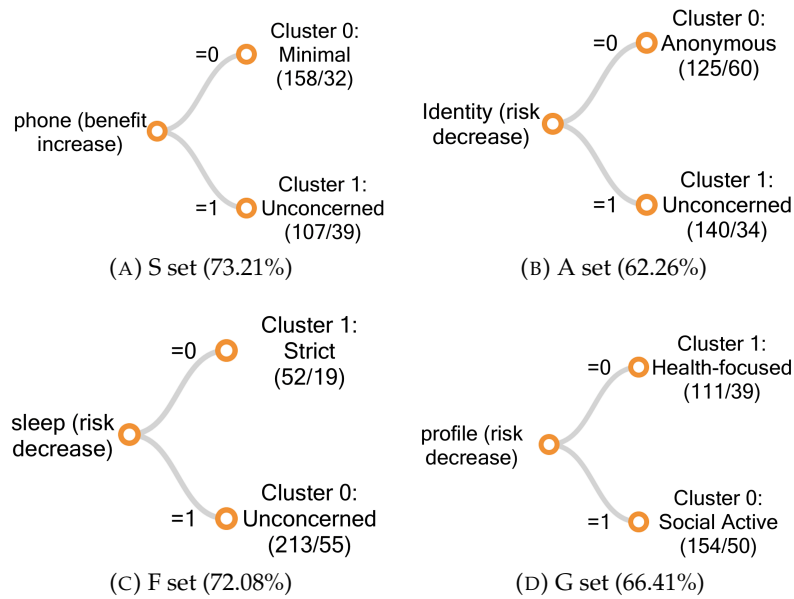 Cluster 0:
Minimal
(158/32)
=0
phone (benefit
increase)
=1
Cluster 1:
Unconcerned
(107/39)
(A) S set (73.21%)
Cluster 0:
Anonymous
(125/60)
=0
Identity (risk
decrease)
=1
Cluster 1:
Unconcerned
(140/34)
(B) A set (62.26%)
Cluster 1:
Strict
(52/19)
=0
sleep (risk
decrease)
=1
Cluster 0:
Unconcerned
(213/55)
(C) F set (72.08%)
Cluster 1:
Health-focused
(111/39)
=0
profile (risk
decrease)
=1
Cluster 0:
Social Active
(154/50)
(D) G set (66.41%)